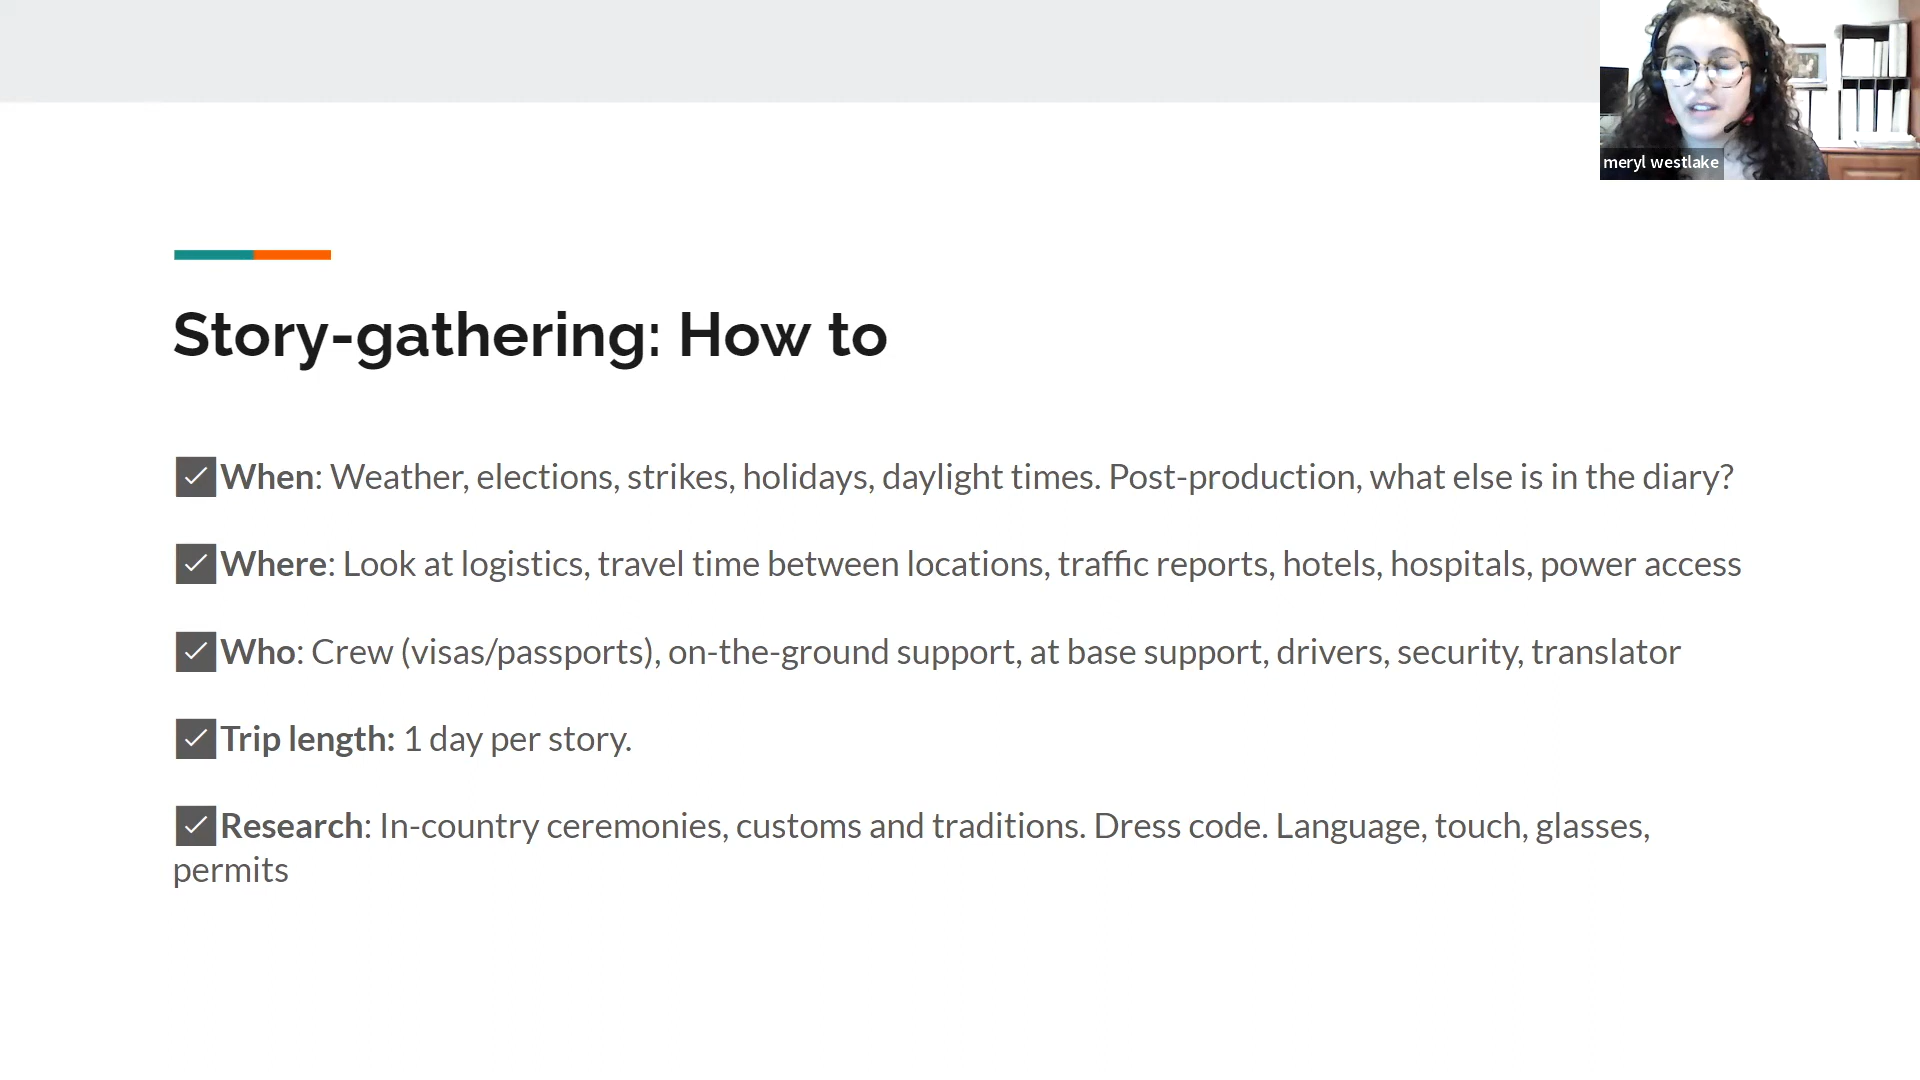 meryl westlake
Story-gathering: How to
When: Weather, elections, strikes, holidays, daylight times. Post-production, what else is in the diary?
Where: Look at logistics, travel time between locations, traffic reports, hotels, hospitals, power access
Who: Crew (visas/passports), on-the-ground support, at base support, drivers, security, translator
Trip length: 1 day per story.
Research: In-country ceremonies, customs and traditions. Dress code. Language, touch, glasses,
permits